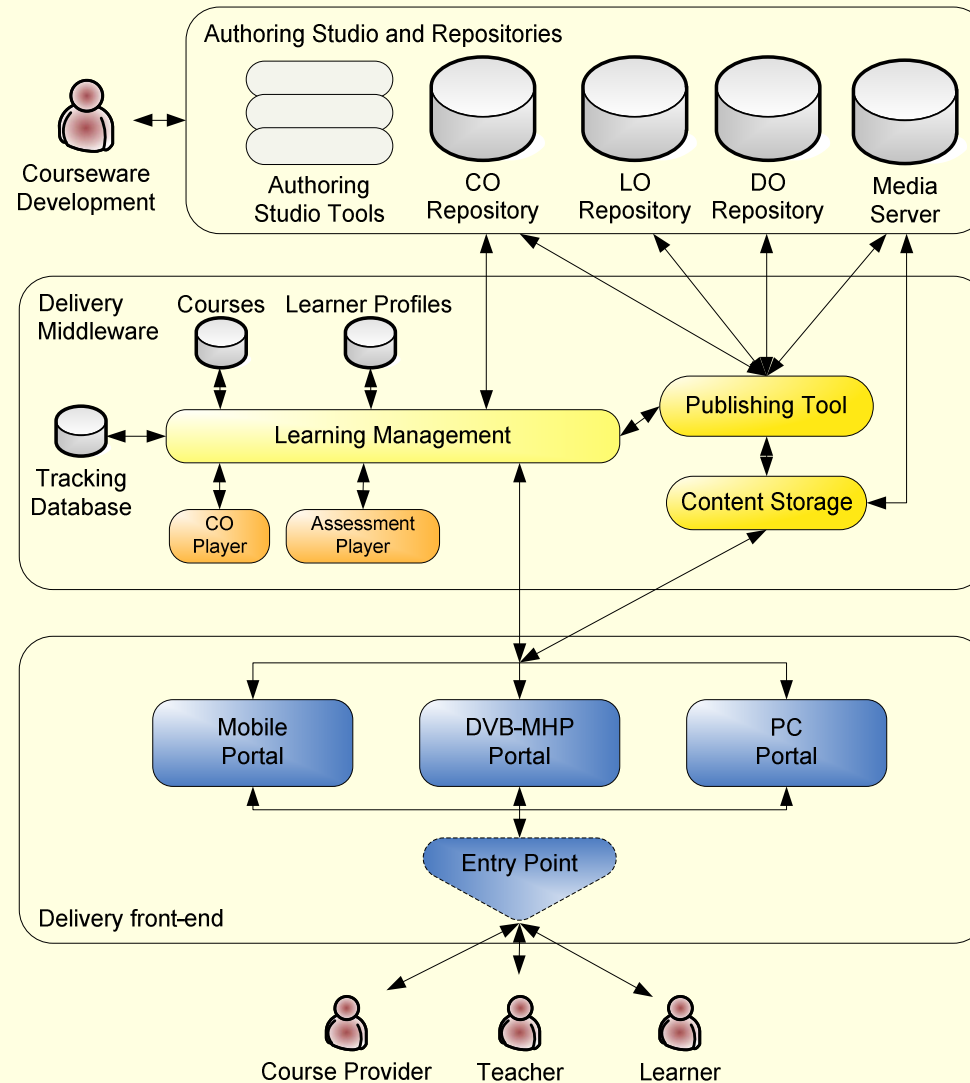 Authoring Studio and Repositories
Courseware
Development
Authoring
Studio Tools
CO
Repository
LO
Repository
DO
Repository
Media
Server
Delivery
Middleware
Courses
Learner Profiles
Tracking
Database
Learning Management
Publishing Tool
Content Storage
CO
Player
Assessment
Player
Mobile
Portal
DVB-MHP
Portal
PC
Portal
Entry Point
Delivery front-end
Course Provider
Teacher
Learner